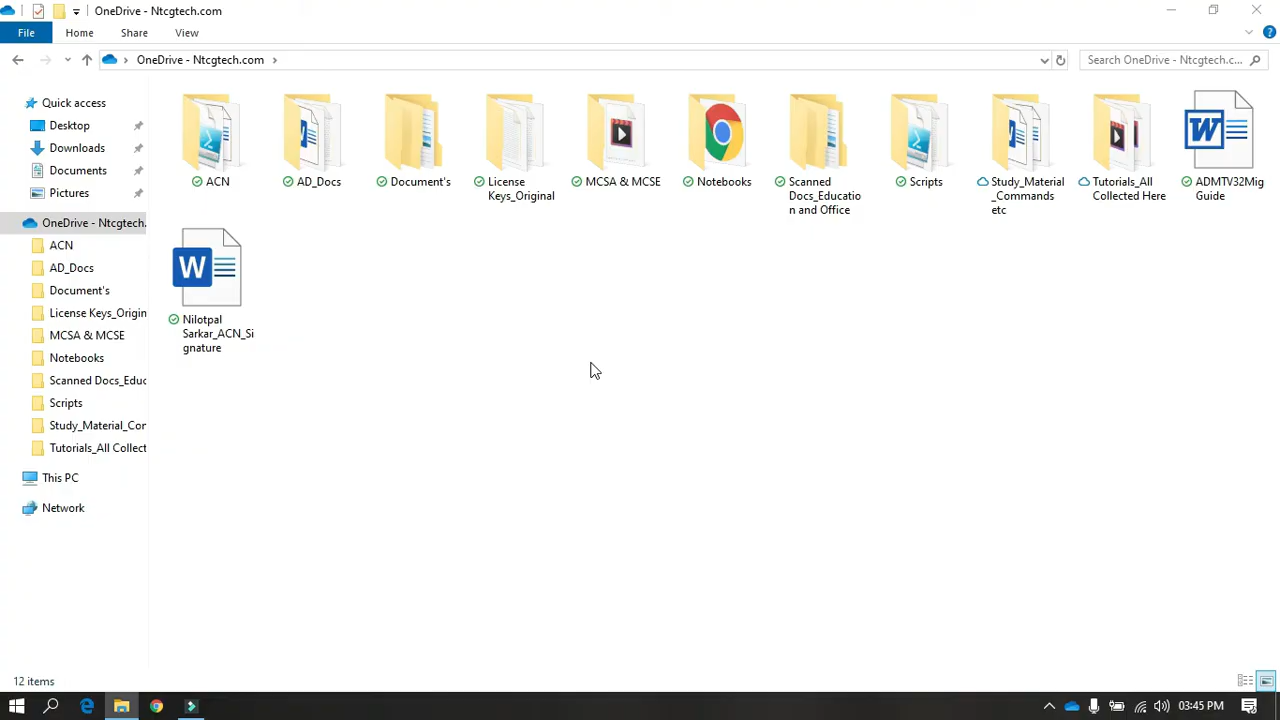 OneDrive - Ntcgtech.com
File Home Share View
OneDrive - Ntcgtech.com
Search OneDrive - Ntcgtech.c...
Quick access
Desktop
Downloads
Documents
Pictures
OneDrive - Ntcgtech.
ACN
AD_Docs
Document's
License Keys_Origin
MCSA & MCSE
Notebooks
Scanned Docs_Educ
Scripts
Study_Material_Cor
Tutorials_All Collect
This PC
Network
ACN
AD_Docs
Document's
License
Keys_Original
MCSA & MCSE
Notebooks
Scanned
Docs_Educatio
n and Office
Scripts
Study_Material
_Commands
etc
Tutorials_All
Collected Here
ADMTV32Mig
Guide
W
Nilotpal
Sarkar_ACN_Si
gnature
W
12 items
03:45 PM